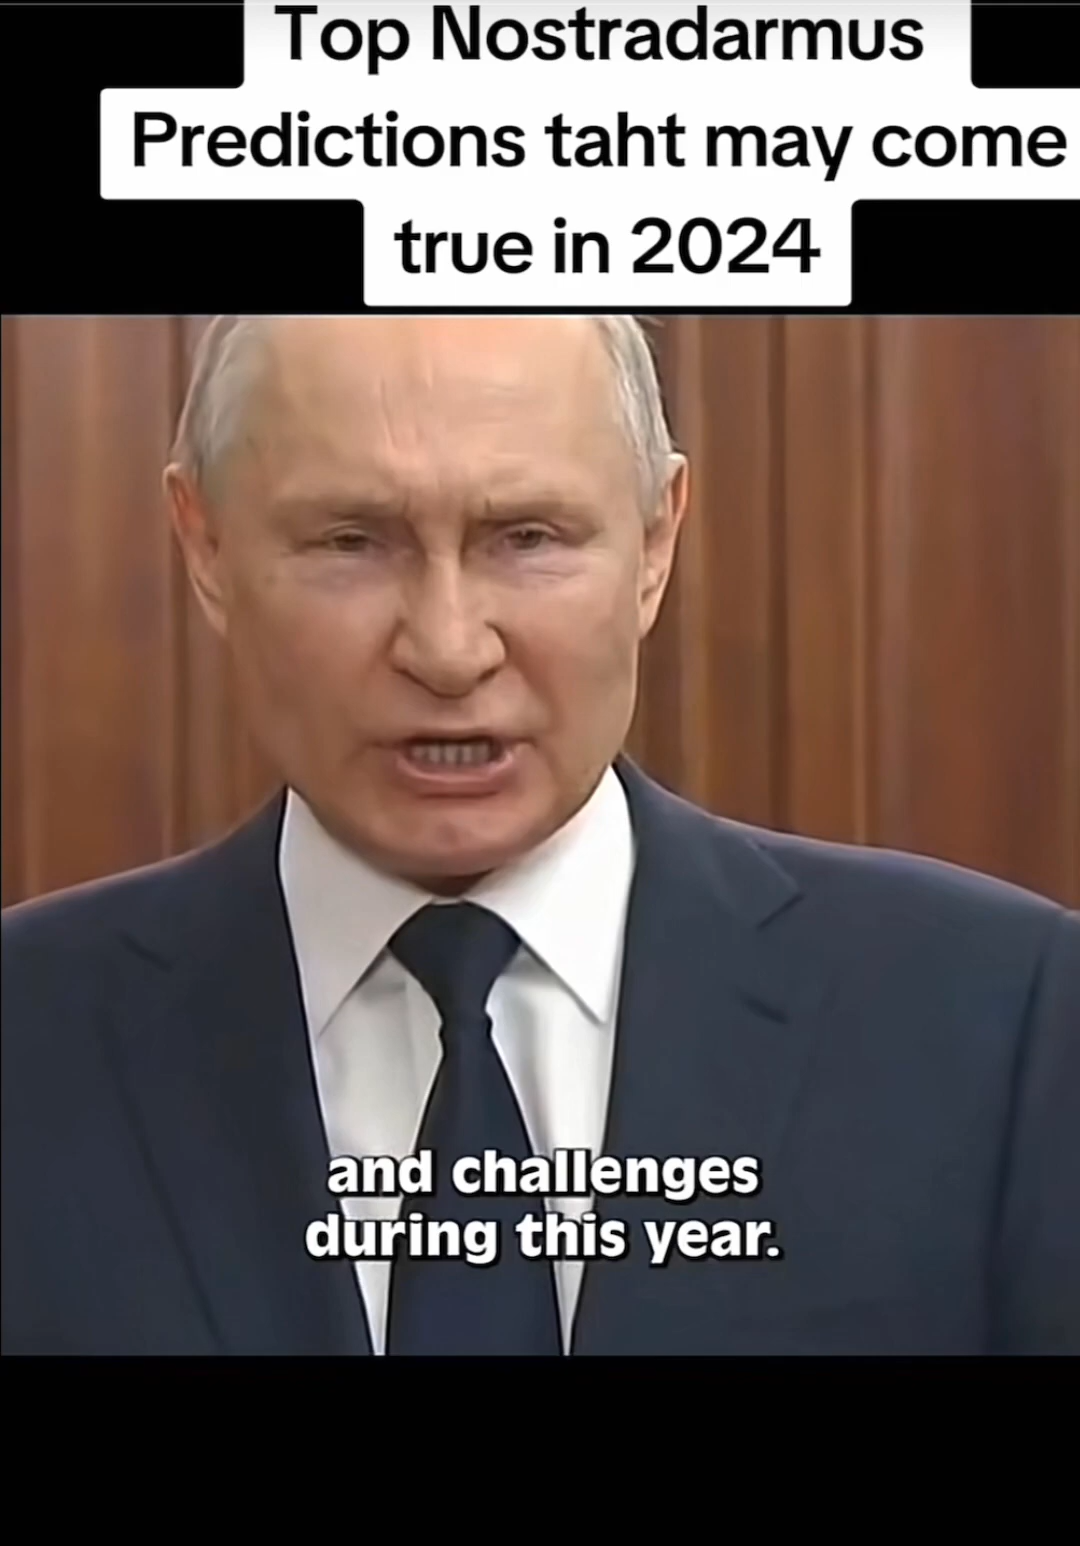 Top Nostradarmus
Predictions taht may come
true in 2024
and challenges
during this year.